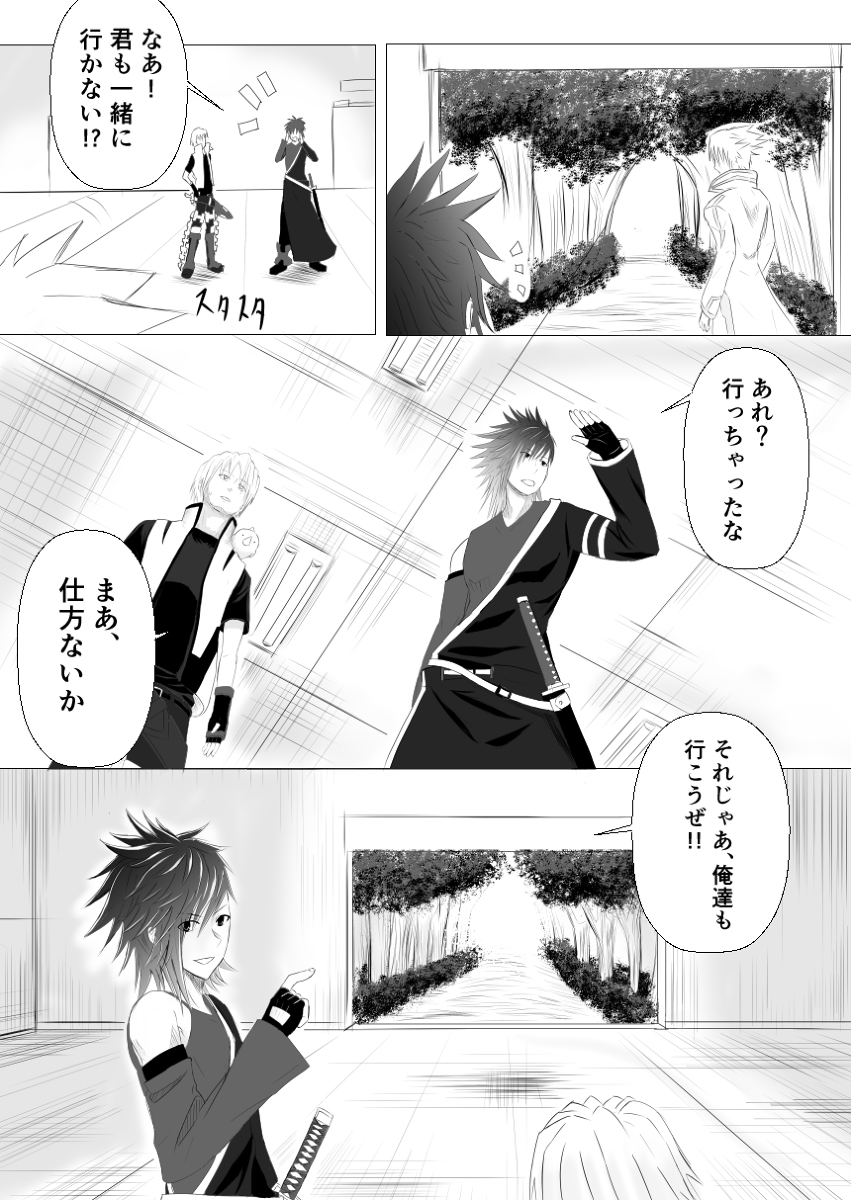 なあ！
君も一緒に
行かない!?
スタスタ
あれ？
行っちゃったな
まあ、
仕方ないか
それじゃあ、俺達も
行こうぜ!!